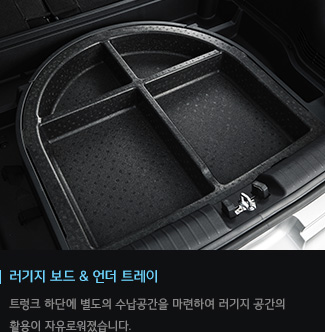 러기지 보드 & 언더 트레이
트렁크 하단에 별도의 수납공간을 마련하여 러기지 공간의
활용이 자유로워졌습니다.